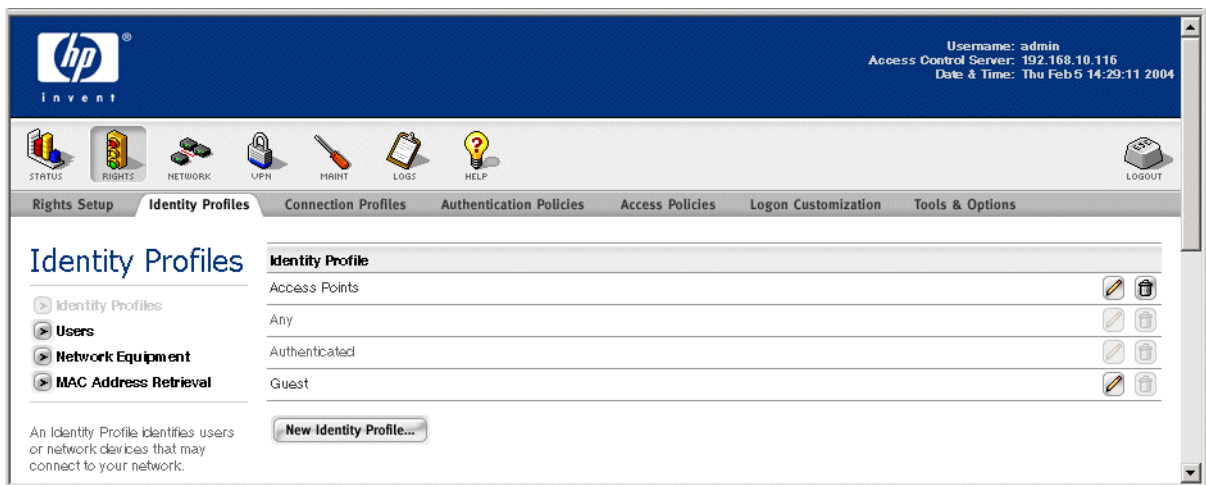 hp ®
invent
Username: admin
Access Control Server: 192.168.10.116
Date & Time: Thu Feb 5 14:29:11 2004
STATUS RIGHTS NETWORK VPN MAINT LOGS HELP LOGOUT
Rights Setup Identity Profiles Connection Profiles Authentication Policies Access Policies Logon Customization Tools & Options
Identity Profiles
Identity Profiles
Users
Network Equipment
MAC Address Retrieval
An Identity Profile identifies users
or network devices that may
connect to your network.
Identity Profile
Access Points
Any
Authenticated
Guest
New Identity Profile...